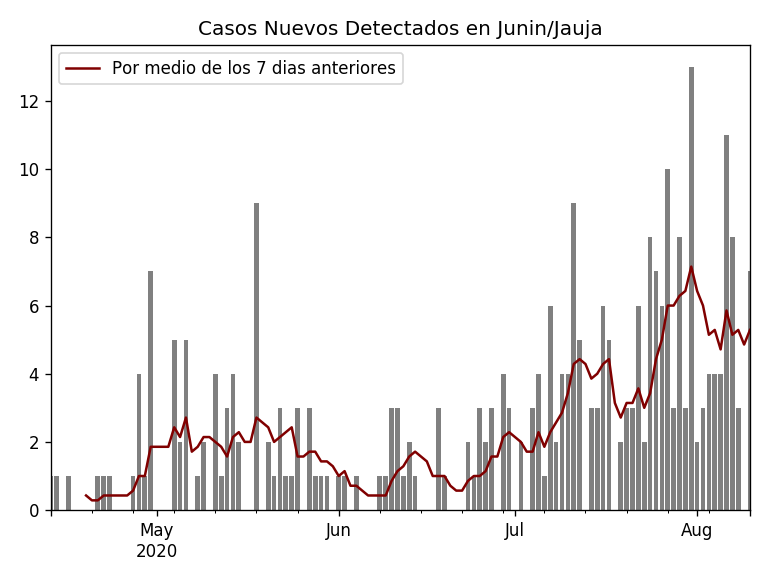 Casos Nuevos Detectados en Junin/Jauja
Por medio de los 7 dias anteriores
12
10
8
6
4
2
0
May
2020
Jun
Jul
Aug